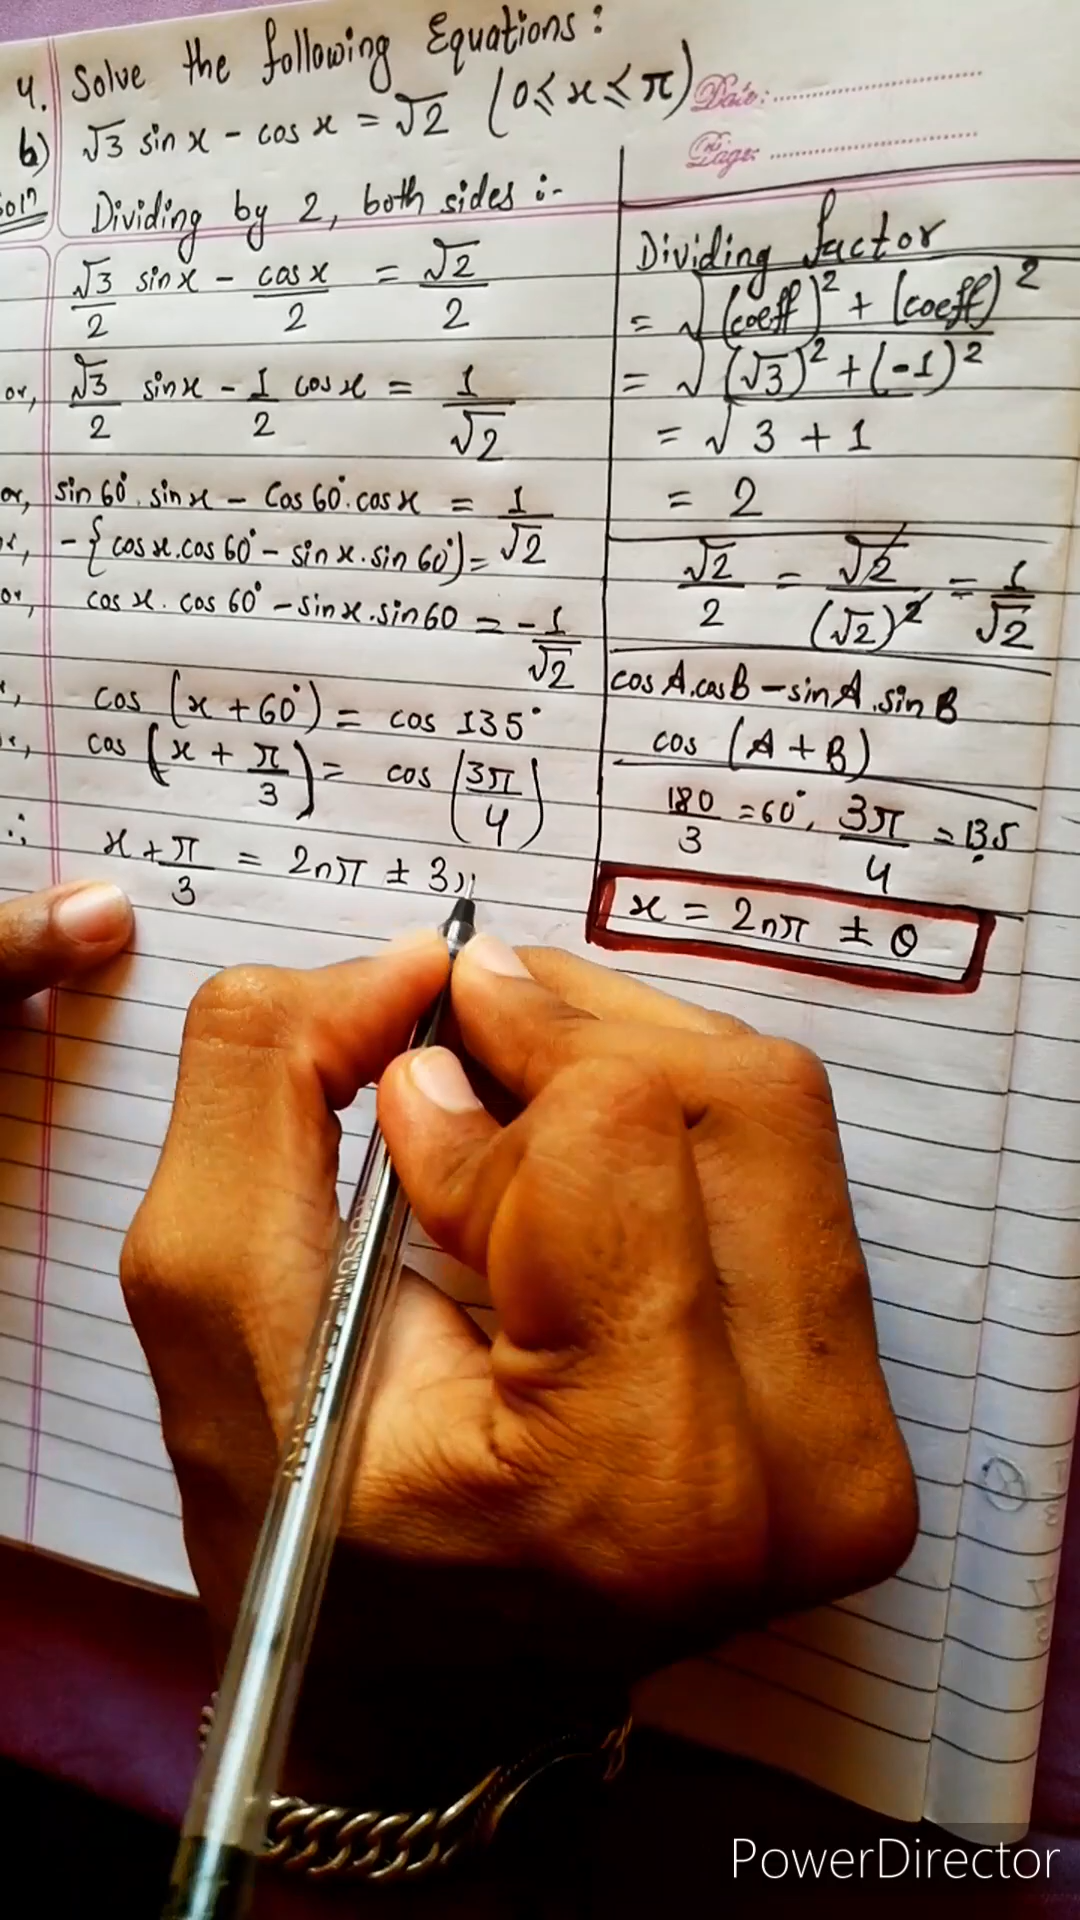 4. Solve the following Equations:
b) √3 sin x - cos x = √2 (0 ≤ x ≤ π)
Date:
Page:
Sol^n Dividing by 2, both sides :-
√3/2 sin x - cos x/2 = √2/2
or, √3/2 sin x - 1/2 cos x = 1/√2
or, sin 60°. sin x - Cos 60°. cos x = 1/√2
or, -{cos x. cos 60° - sin x. sin 60°) = 1/√2
or, cos x. cos 60° - sin x. sin 60 = -1/√2
cos (x + 60°) = cos 135°
cos (x + π/3) = cos (3π/4)
∴ x + π/3 = 2nπ ± 3π
Dividing factor
= √(coeff)² + (coeff)²
= √(√3)² + (-1)²
= √3 + 1
= 2
√2/2 = √2/(√2)² = 1/√2
cos A. cos B - sin A. sin B
cos (A + B)
180/3 = 60°, 3π/4 = 135
x = 2nπ ± θ
PowerDirector